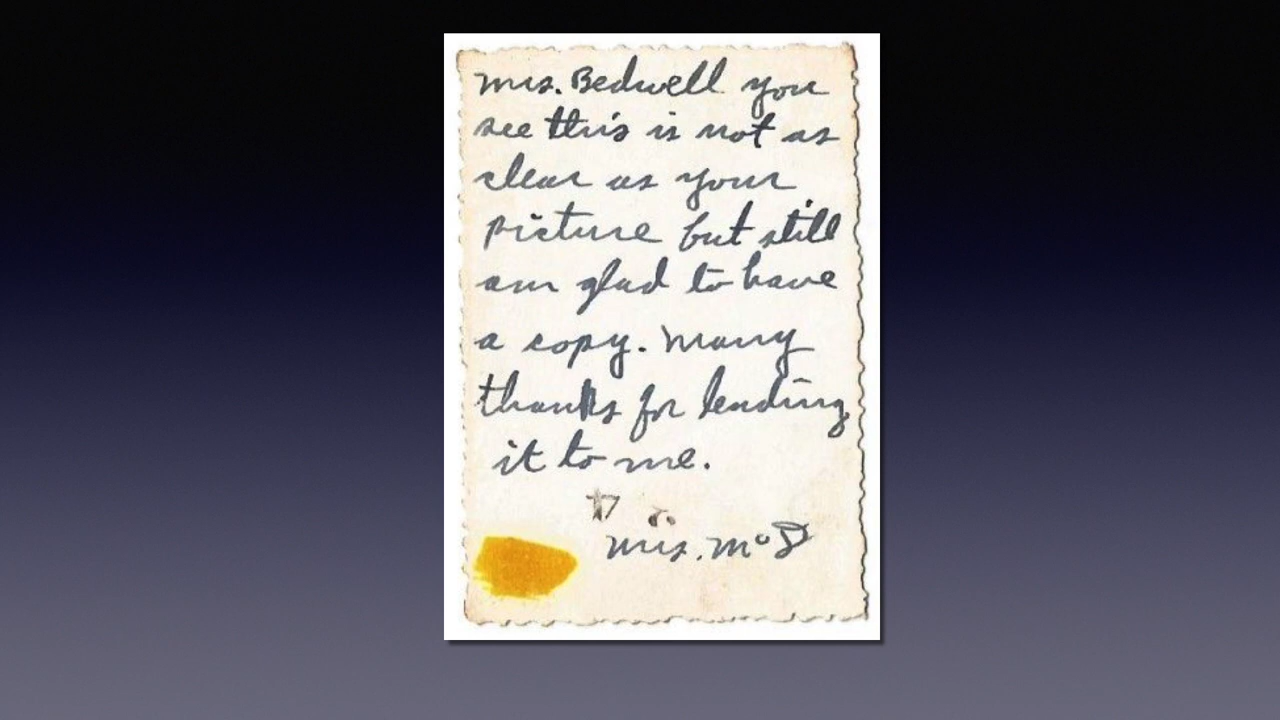 Mrs. Bedwell you
see this is not as
clear as your
picture but still
am glad to have
a copy. Many
thanks for lending
it to me.
Mrs. McD